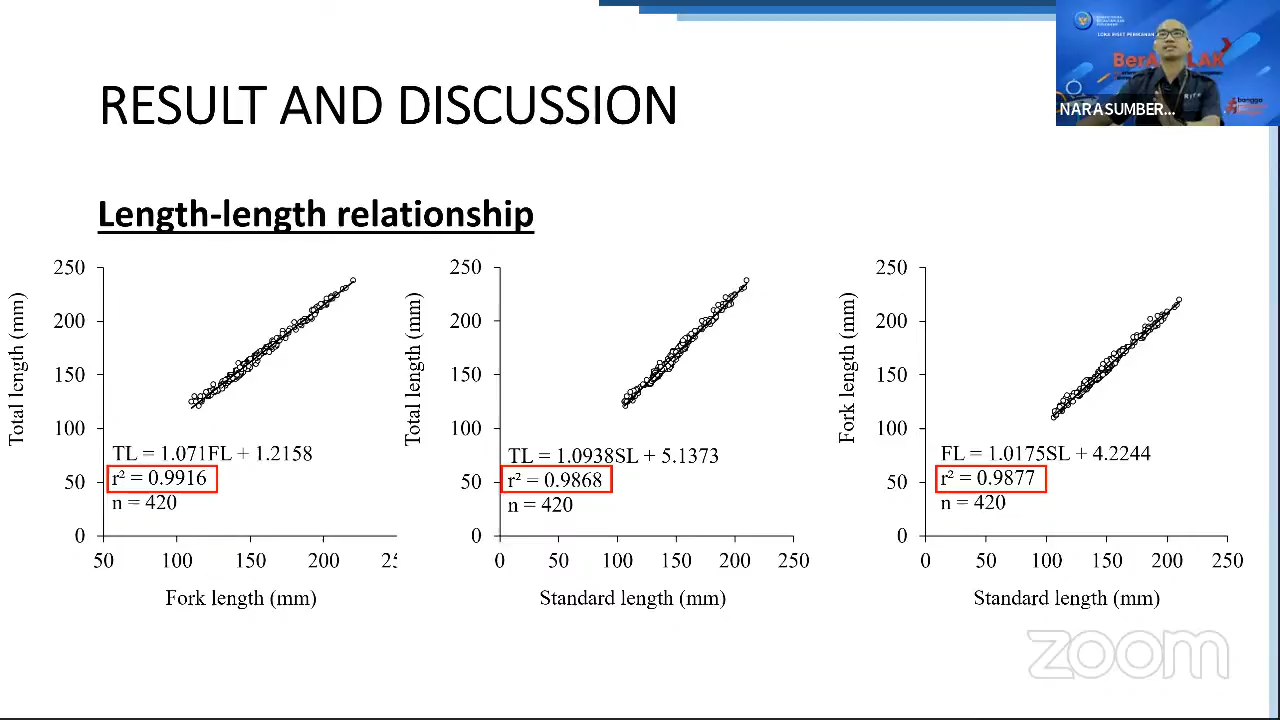 RESULT AND DISCUSSION
LOKA RISET PERIKANAN
NARASUMBER...
bangga
Length-length relationship
Total length (mm)
250
200
150
100
50
0
TL = 1.071FL + 1.2158
r² = 0.9916
n = 420
50 100 150 200
Fork length (mm)
Total length (mm)
250
200
150
100
50
0
TL = 1.0938SL + 5.1373
r² = 0.9868
n = 420
0 50 100 150 200 250
Standard length (mm)
Fork length (mm)
250
200
150
100
50
0
FL = 1.0175SL + 4.2244
r² = 0.9877
n = 420
0 50 100 150 200 250
Standard length (mm)
zoom